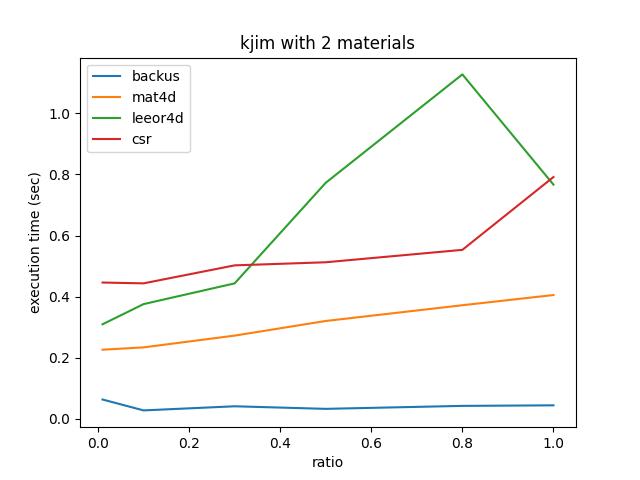 kjim with 2 materials
backus
mat4d
leeor4d
csr
execution time (sec)
1.0
0.8
0.6
0.4
0.2
0.0
0.0 0.2 0.4 0.6 0.8 1.0
ratio